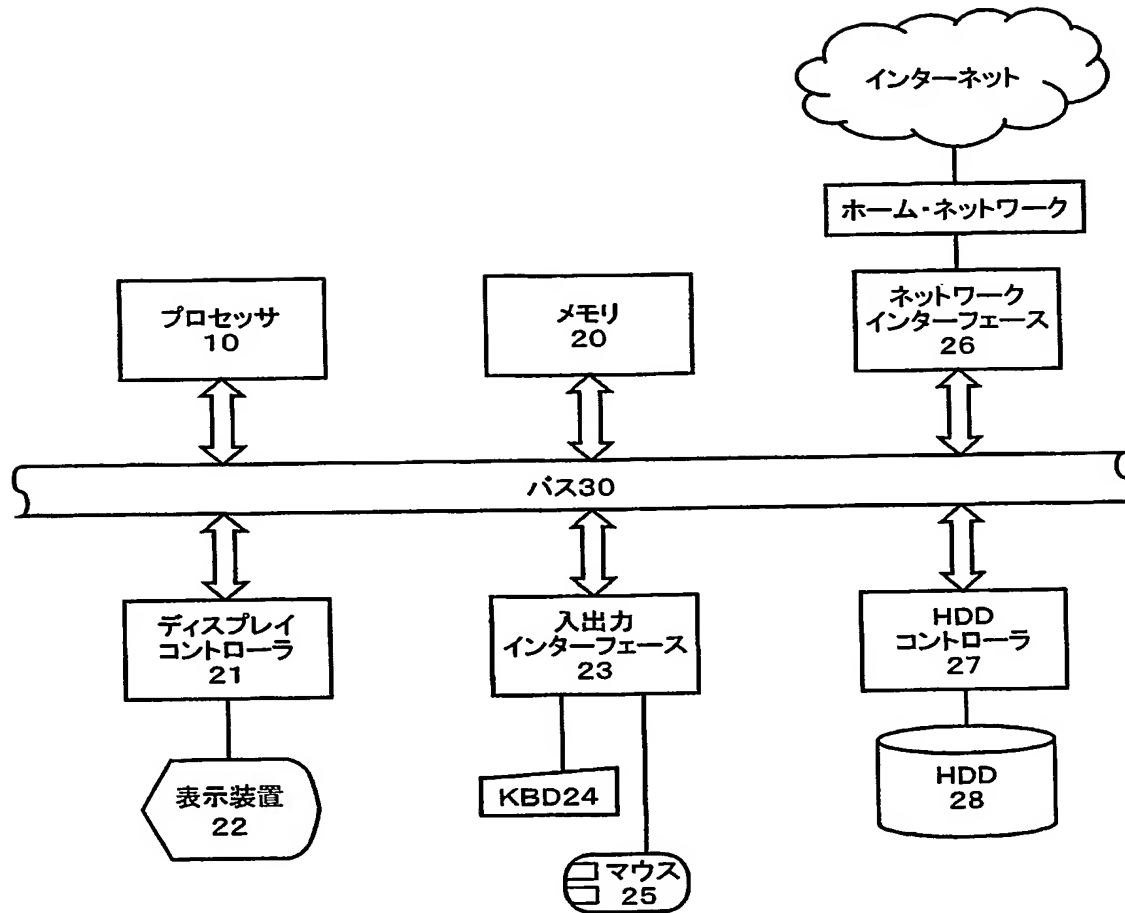 インターネット
ホーム・ネットワーク
プロセッサ
10
メモリ
20
ネットワーク
インターフェース
26
バス30
ディスプレイ
コントローラ
21
入出力
インターフェース
23
HDD
コントローラ
27
表示装置
22
KBD24
マウス
25
HDD
28